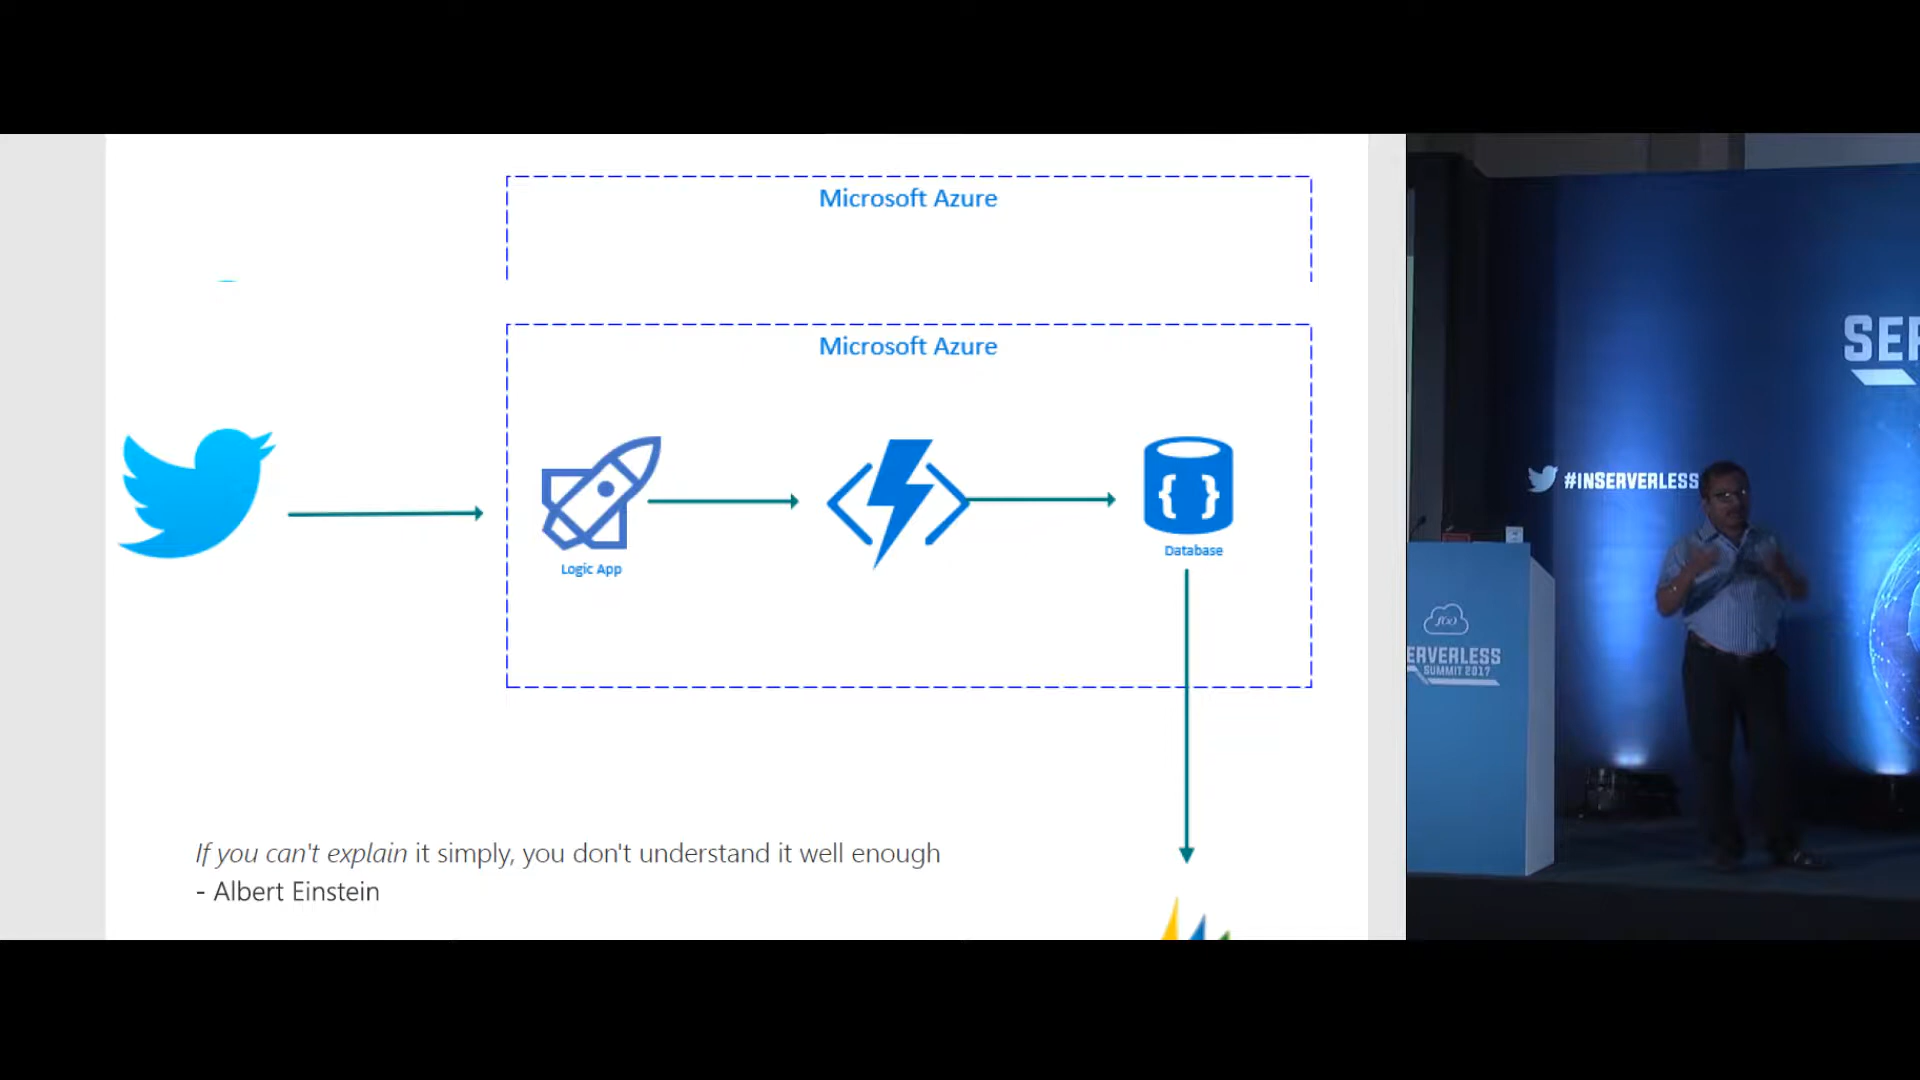 Microsoft Azure
Microsoft Azure
Logic App
Database
If you can't explain it simply, you don't understand it well enough
- Albert Einstein
SER
#INSERVERLESS
f(x)
ERVERLESS
SUMMIT 2017